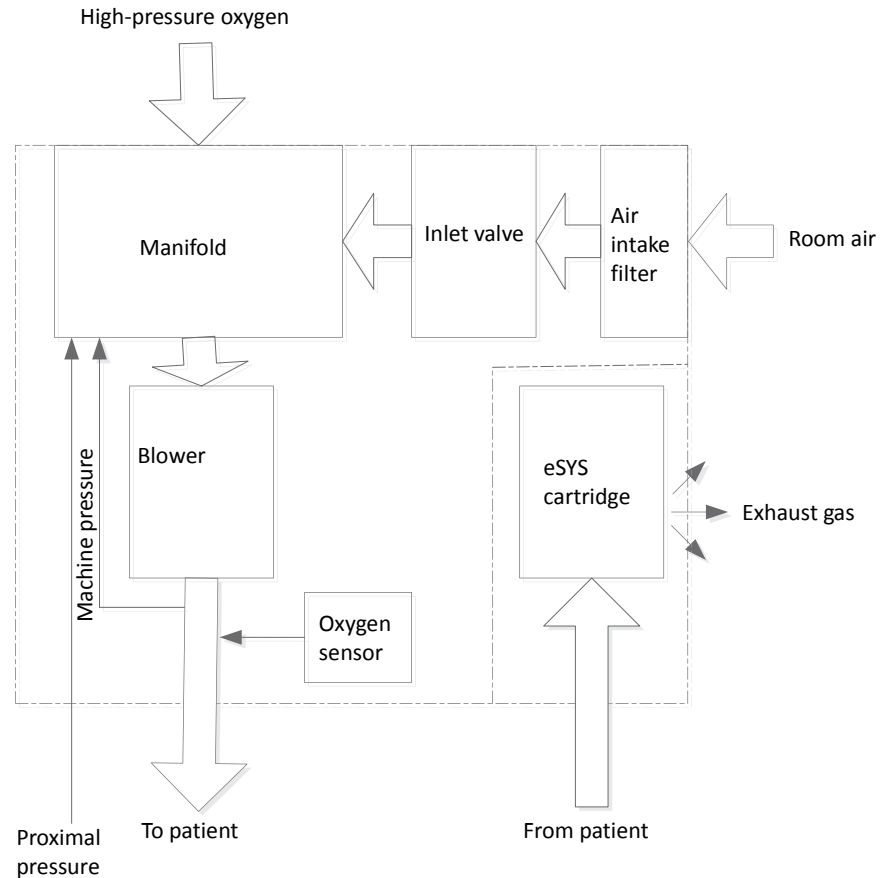 High-pressure oxygen
Manifold
Inlet valve
Air
intake
filter
Room air
Blower
Machine pressure
eSYS
cartridge
Exhaust gas
Oxygen
sensor
Proximal
pressure
To patient
From patient